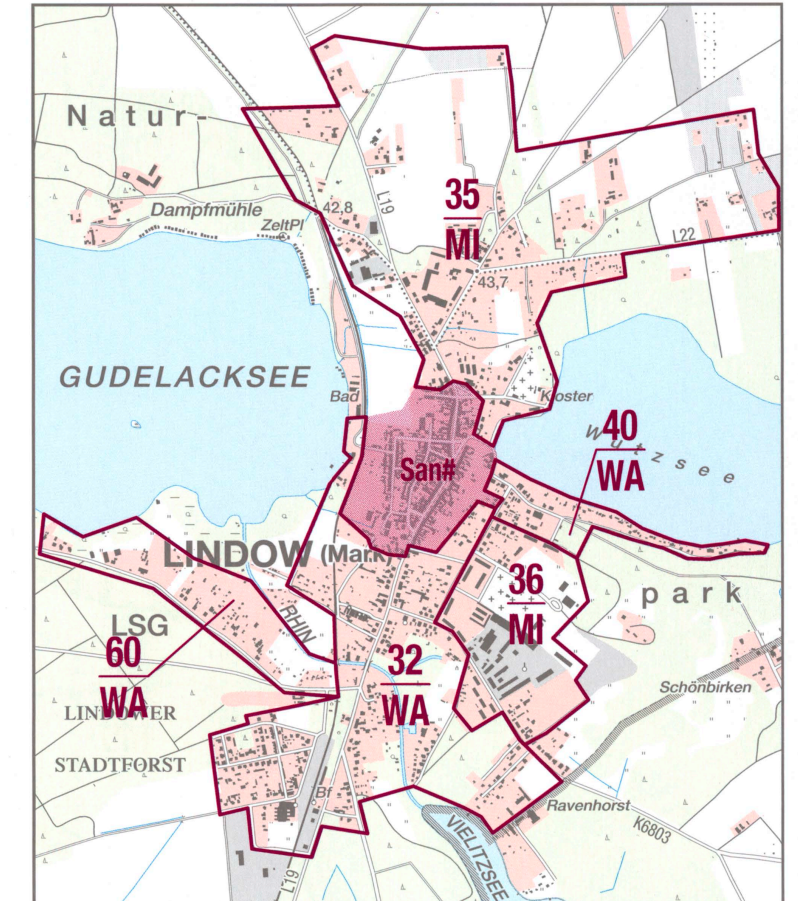 Natur-
Dampfmühle
ZeltPl
42,8
L19
35
MI
L22
43,7
GUDELACKSEE
Bad
Kloster
Wutzsee
40
WA
San#
LINDOW (Mark)
36
MI
park
LSG
RHIN
60
WA
32
WA
Schönbirken
LINDOWER
STADTFORST
Bf
Ravenhorst
K6803
VIELITZSEE
L19